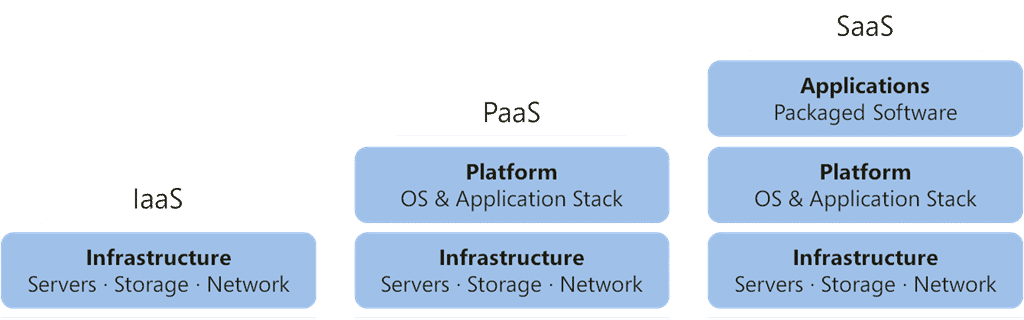 SaaS
Applications
Packaged Software
PaaS
Platform
OS & Application Stack
Platform
OS & Application Stack
IaaS
Infrastructure
Servers · Storage · Network
Infrastructure
Servers · Storage · Network
Infrastructure
Servers · Storage · Network